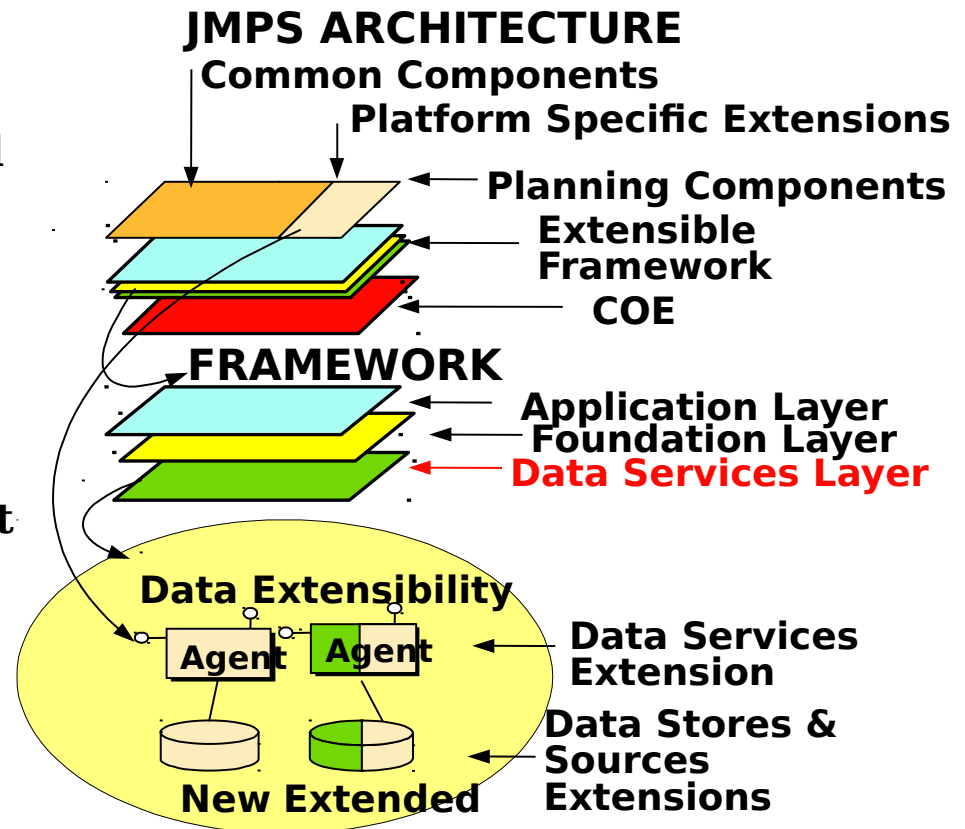 JMPS ARCHITECTURE
Common Components
Platform Specific Extensions
Planning Components
Extensible
Framework
COE
FRAMEWORK
Application Layer
Foundation Layer
Data Services Layer
Data Extensibility
Agent
Agent
Data Services
Extension
Data Stores &
Sources
Extensions
New Extended